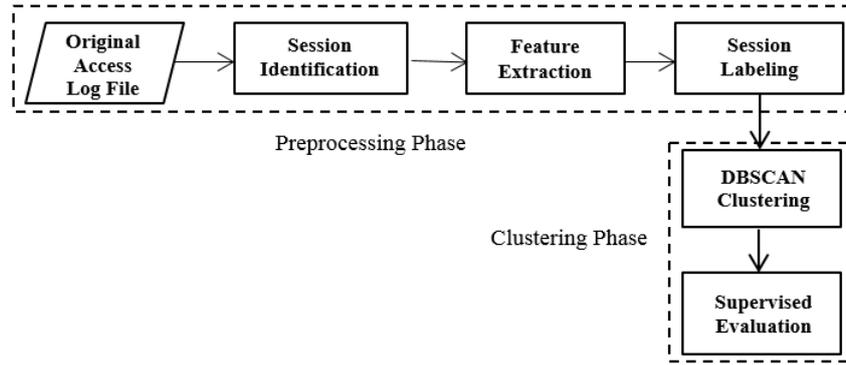 Original
Access
Log File
Session
Identification
Feature
Extraction
Session
Labeling
Preprocessing Phase
DBSCAN
Clustering
Clustering Phase
Supervised
Evaluation